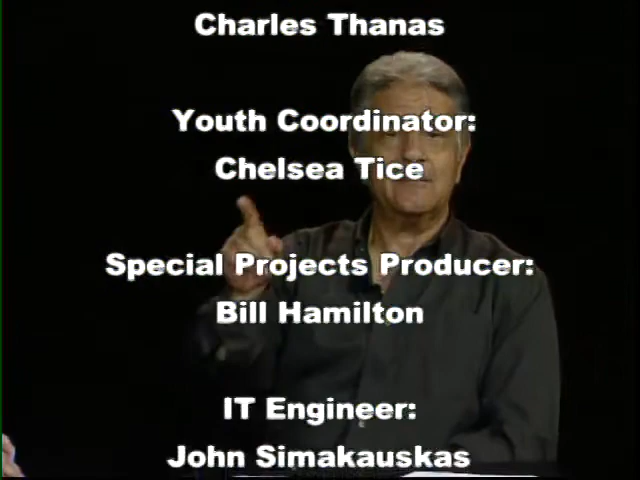 Charles Thanas
Youth Coordinator:
Chelsea Tice
Special Projects Producer:
Bill Hamilton
IT Engineer:
John Simakauskas